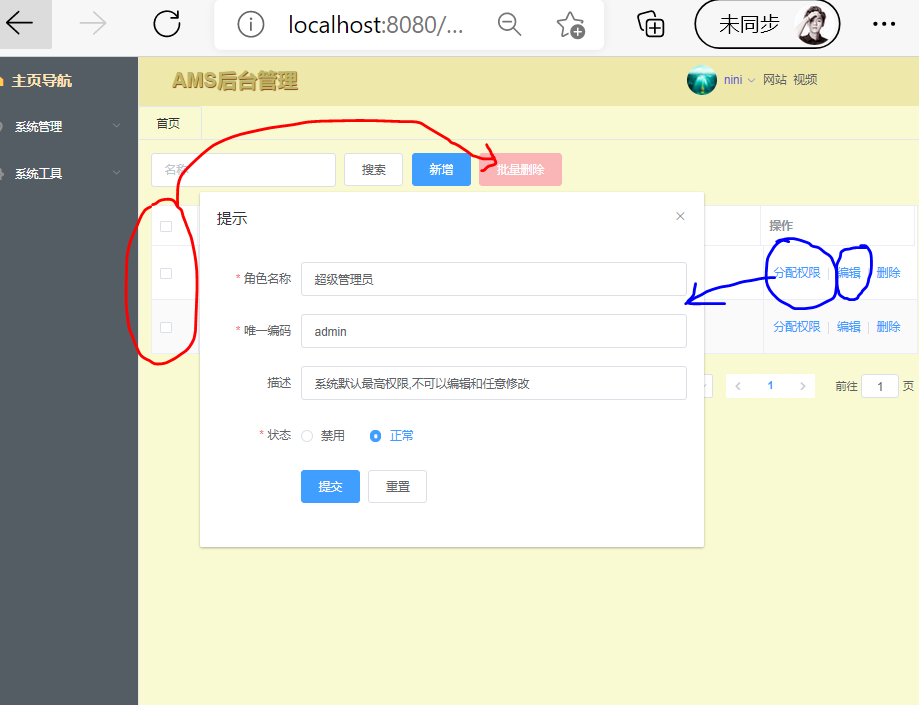 localhost:8080/...
未同步
主页导航
AMS后台管理
nini
网站
视频
系统管理
首页
系统工具
名称
搜索
新增
批量删除
提示
操作
* 角色名称
超级管理员
分配权限
编辑
删除
* 唯一编码
admin
分配权限
编辑
删除
描述
系统默认最高权限,不可以编辑和任意修改
1
前往
1
页
* 状态
禁用
正常
提交
重置